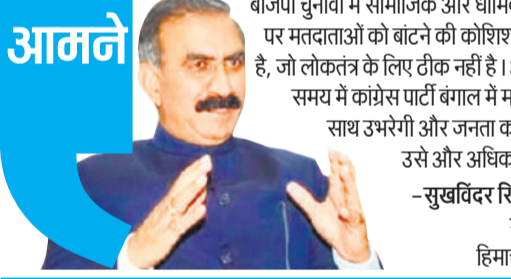 आमने
बीजेपी चुनावों में सामाजिक और धार्मि
पर मतदाताओं को बांटने की कोशिश
है, जो लोकतंत्र के लिए ठीक नहीं है।
समय में कांग्रेस पार्टी बंगाल में म
साथ उभरेगी और जनता क
उसे और अधिक
-सुखविंदर सि
हिमाच